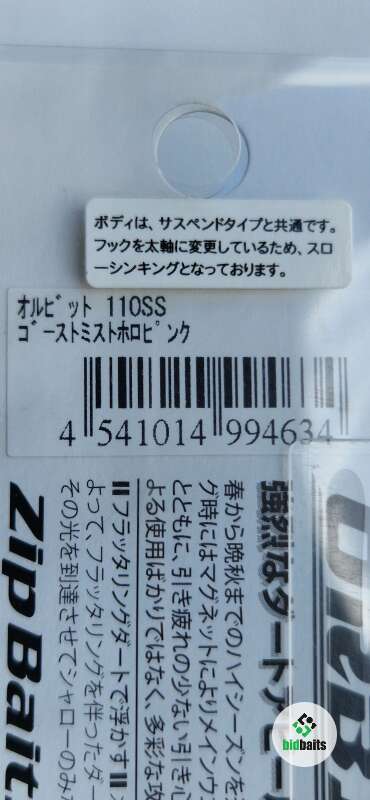 ボディは、サスペンドタイプと共通です。
フックを太軸に変更しているため、スロ
ーシンキングとなっております。
オルビット 110SS
ゴーストミストホロピンク
4 541014 994634
強烈なダートアピー
春から晩秋までのハイシーズンを
グ時にはマグネットによりメインウ
とともに、引き疲れの少ない引き心
よる使用ばかりではなく、多彩な攻
フラッタリングダートで浮かす
よって、フラッタリングを伴ったダー
その光を到達させてシャローのみな
Zip Bait
OrB
bidbaits